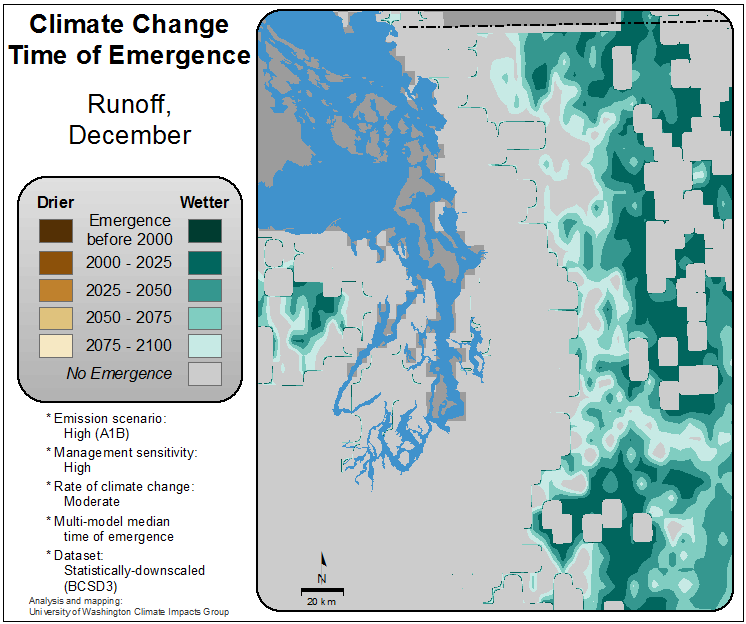 Climate Change
Time of Emergence
Runoff,
December
Drier Wetter
Emergence
before 2000
2000 - 2025
2025 - 2050
2050 - 2075
2075 - 2100
No Emergence
* Emission scenario:
High (A1B)
* Management sensitivity:
High
* Rate of climate change:
Moderate
* Multi-model median
time of emergence
* Dataset:
Statistically-downscaled
(BCSD3)
Analysis and mapping:
University of Washington Climate Impacts Group
N
20 km